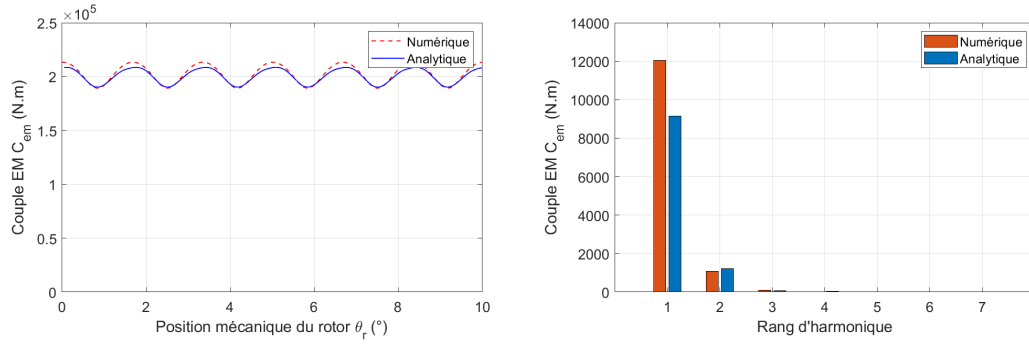 ×10⁵
2.5
2
1.5
1
0.5
0
Couple EM C_em (N.m)
0 2 4 6 8 10
Position mécanique du rotor θ_r (°)
Numérique
Analytique
14000
12000
10000
8000
6000
4000
2000
0
Couple EM C_em (N.m)
1 2 3 4 5 6 7
Rang d'harmonique
Numérique
Analytique